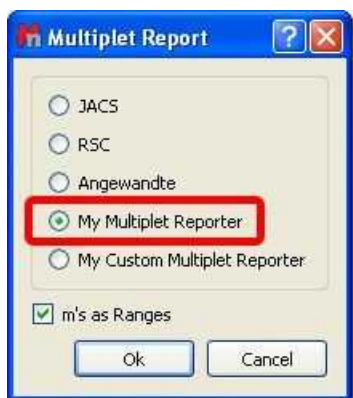 Multiplet Report
JACS
RSC
Angewandte
My Multiplet Reporter
My Custom Multiplet Reporter
m's as Ranges
Ok Cancel